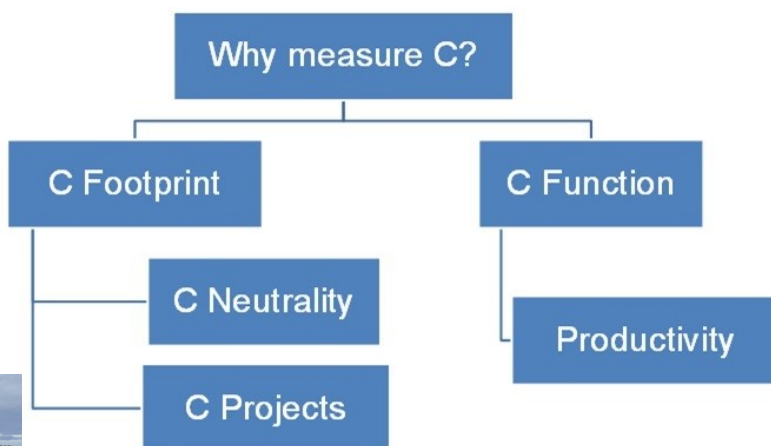 Why measure C?
C Footprint
C Function
C Neutrality
Productivity
C Projects